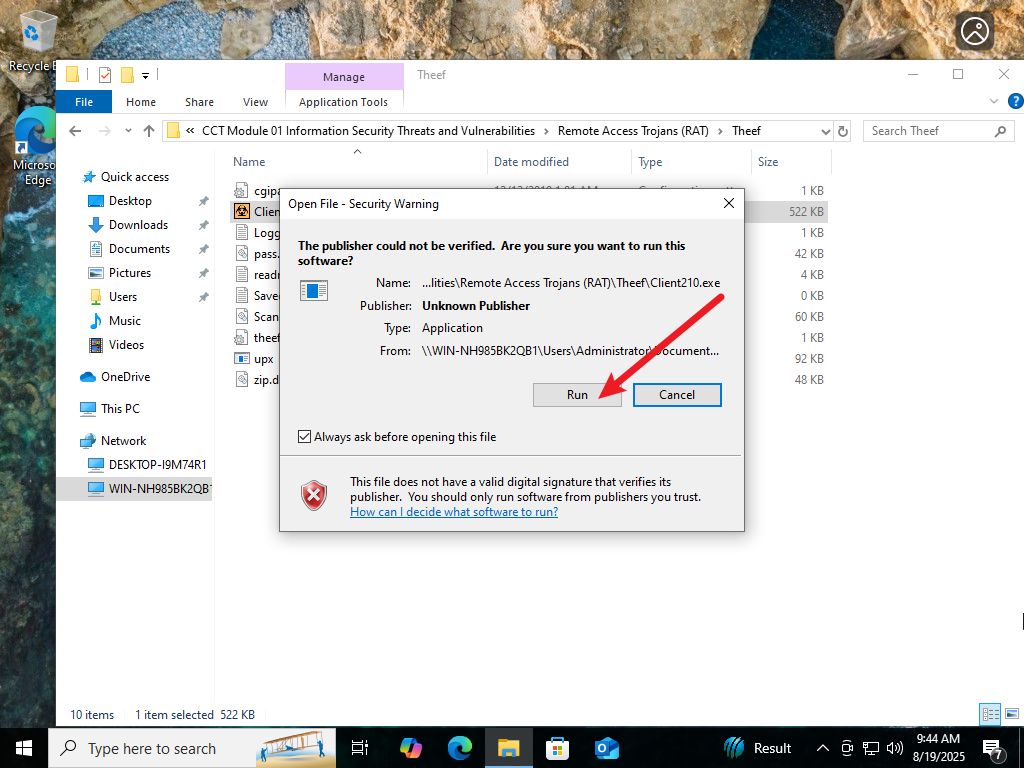 Recycle B
Microso
Edge
Manage
Theef
File
Home
Share
View
Application Tools
« CCT Module 01 Information Security Threats and Vulnerabilities › Remote Access Trojans (RAT) › Theef
Search Theef
Name
Date modified
Type
Size
Quick access
Desktop
Downloads
Documents
Pictures
Users
Music
Videos
OneDrive
This PC
Network
DESKTOP-I9M74R1
WIN-NH985BK2QB1
cgipa
1 KB
Clien
522 KB
Logg
1 KB
pass.
42 KB
readr
4 KB
Save
0 KB
Scan
60 KB
theef
1 KB
upx
92 KB
zip.d
48 KB
Open File - Security Warning
The publisher could not be verified. Are you sure you want to run this
software?
Name: ...lities\Remote Access Trojans (RAT)\Theef\Client210.exe
Publisher: Unknown Publisher
Type: Application
From: \\WIN-NH985BK2QB1\Users\Administrator\Document...
Run
Cancel
Always ask before opening this file
This file does not have a valid digital signature that verifies its
publisher. You should only run software from publishers you trust.
How can I decide what software to run?
10 items
1 item selected 522 KB
Type here to search
Result
9:44 AM
8/19/2025
7